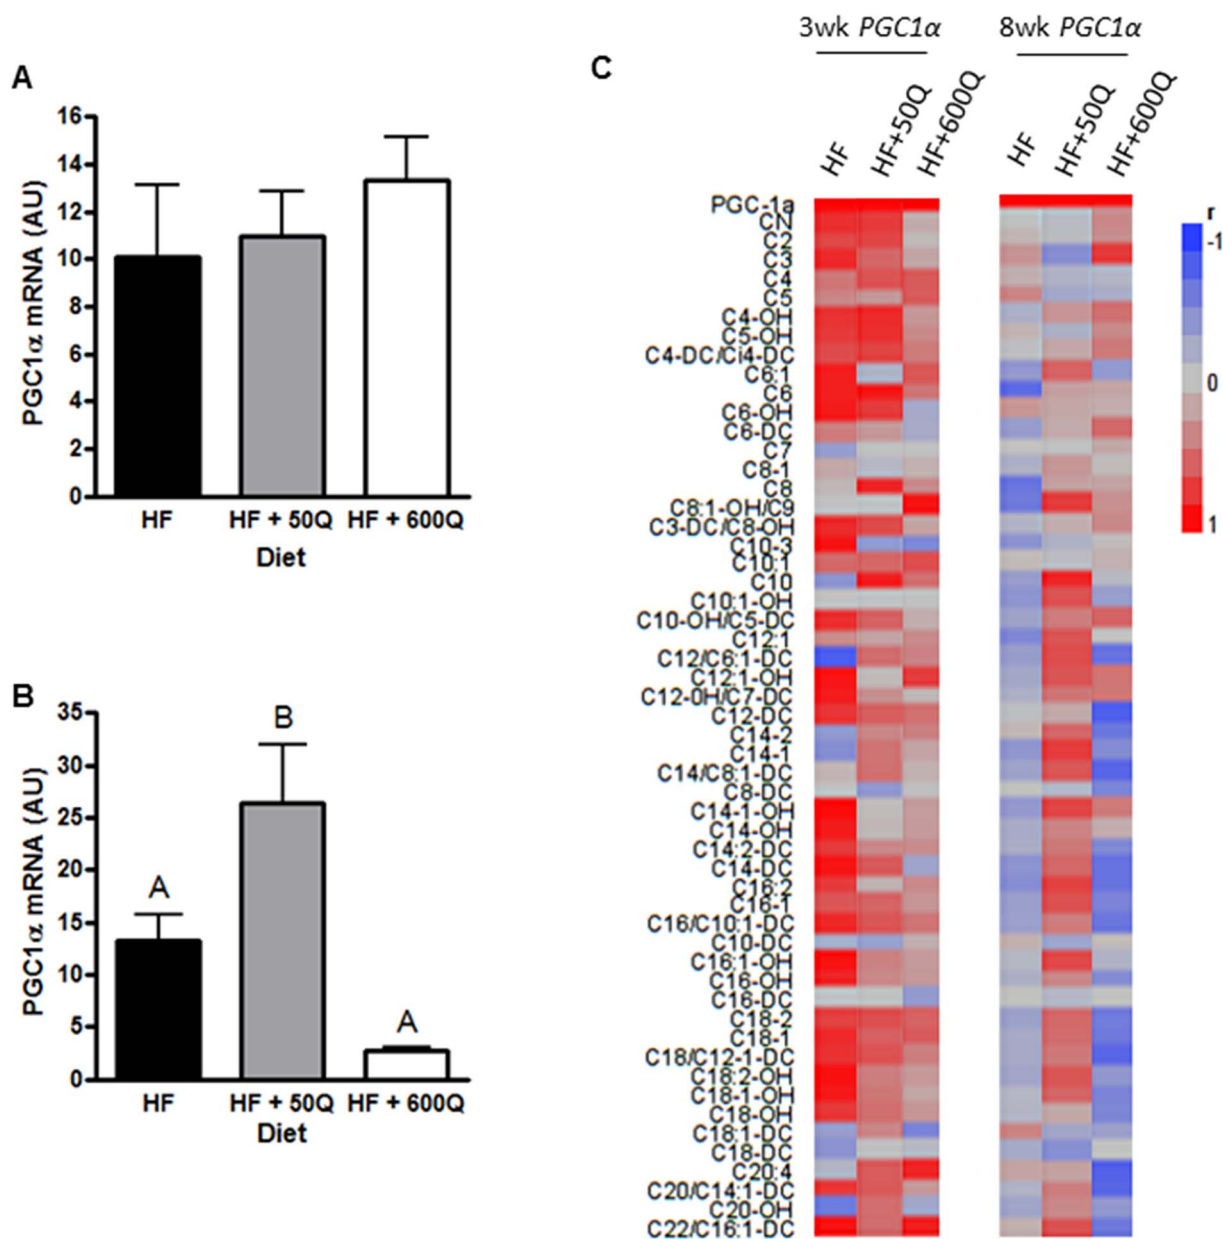 A
PGC1α mRNA (AU)
16
14
12
10
8
6
4
2
0
HF
HF + 50Q
HF + 600Q
Diet
B
PGC1α mRNA (AU)
35
30
25
20
15
10
5
0
A
B
A
HF
HF + 50Q
HF + 600Q
Diet
C
3wk PGC1α
8wk PGC1α
HF
HF+50Q
HF+600Q
HF
HF+50Q
HF+600Q
PGC-1a
CN
C2
C3
C4
C5
C4-OH
C5-OH
C4-DC/Ci4-DC
C6:1
C6
C6-OH
C6-DC
C7
C8-1
C8
C8:1-OH/C9
C3-DC/C8-OH
C10-3
C10:1
C10
C10:1-OH
C10-OH/C5-DC
C12:1
C12/C6:1-DC
C12:1-OH
C12-0H/C7-DC
C12-DC
C14-2
C14-1
C14/C8:1-DC
C8-DC
C14-1-OH
C14-OH
C14:2-DC
C14-DC
C16:2
C16-1
C16/C10:1-DC
C10-DC
C16:1-OH
C16-OH
C16-DC
C18-2
C18-1
C18/C12-1-DC
C18:2-OH
C18-1-OH
C18-OH
C18:1-DC
C18-DC
C20:4
C20/C14:1-DC
C20-OH
C22/C16:1-DC
r
-1
0
1